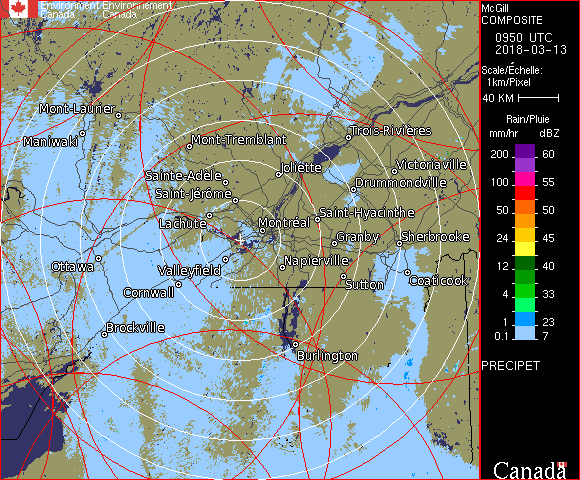 Environment/Environnement
Canada Canada
Mont-Laurier
Maniwaki
Mont-Tremblant
Trois-Rivières
Joliette
Victoriaville
Sainte-Adèle
Drummondville
Saint-Jérôme
Saint-Hyacinthe
Lachute
Montréal
Granby
Sherbrooke
Ottawa
Valleyfield
Napierville
Sutton
Coaticook
Cornwall
Brockville
Burlington
McGill
COMPOSITE
0950 UTC
2018-03-13
Scale/Échelle:
1km/Pixel
40 KM
Rain/Pluie
mm/hr dBZ
200 60
100 55
50 50
24 45
12 40
4 33
1 23
0.1 7
PRECIPET
Canada